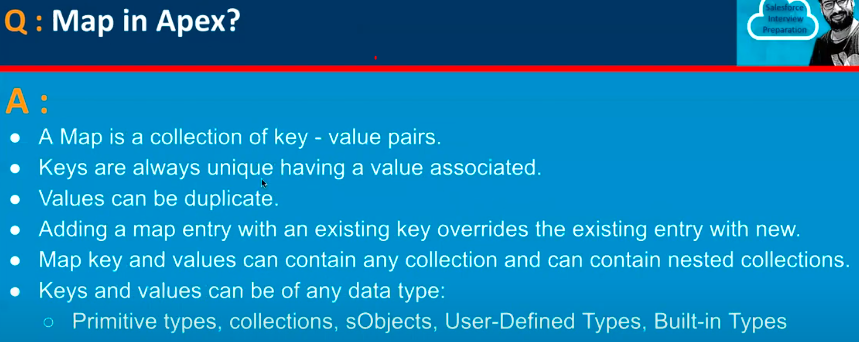 Q : Map in Apex?
Salesforce
Interview
Preparation
A :
● A Map is a collection of key - value pairs.
● Keys are always unique having a value associated.
● Values can be duplicate.
● Adding a map entry with an existing key overrides the existing entry with new.
● Map key and values can contain any collection and can contain nested collections.
● Keys and values can be of any data type:
○ Primitive types, collections, sObjects, User-Defined Types, Built-in Types